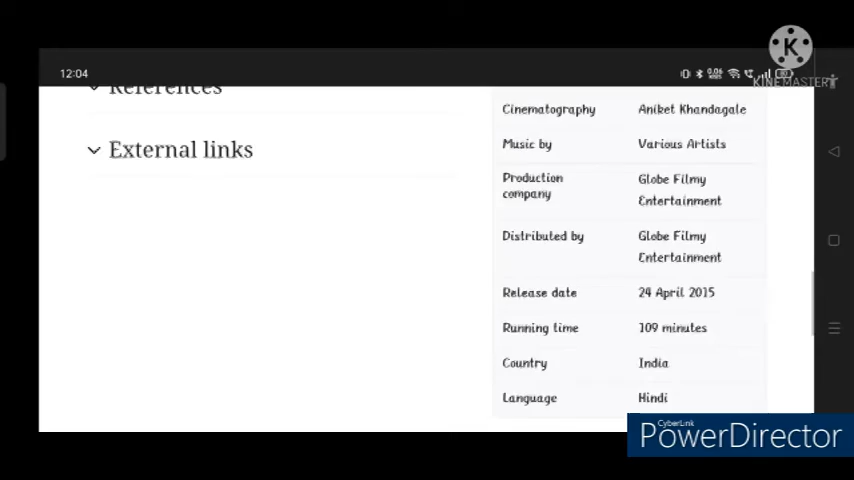 12:04
KINEMASTER
References
External links
Cinematography Aniket Khandagale
Music by Various Artists
Production Globe Filmy
company Entertainment
Distributed by Globe Filmy
Entertainment
Release date 24 April 2015
Running time 109 minutes
Country India
Language Hindi
CyberLink
PowerDirector